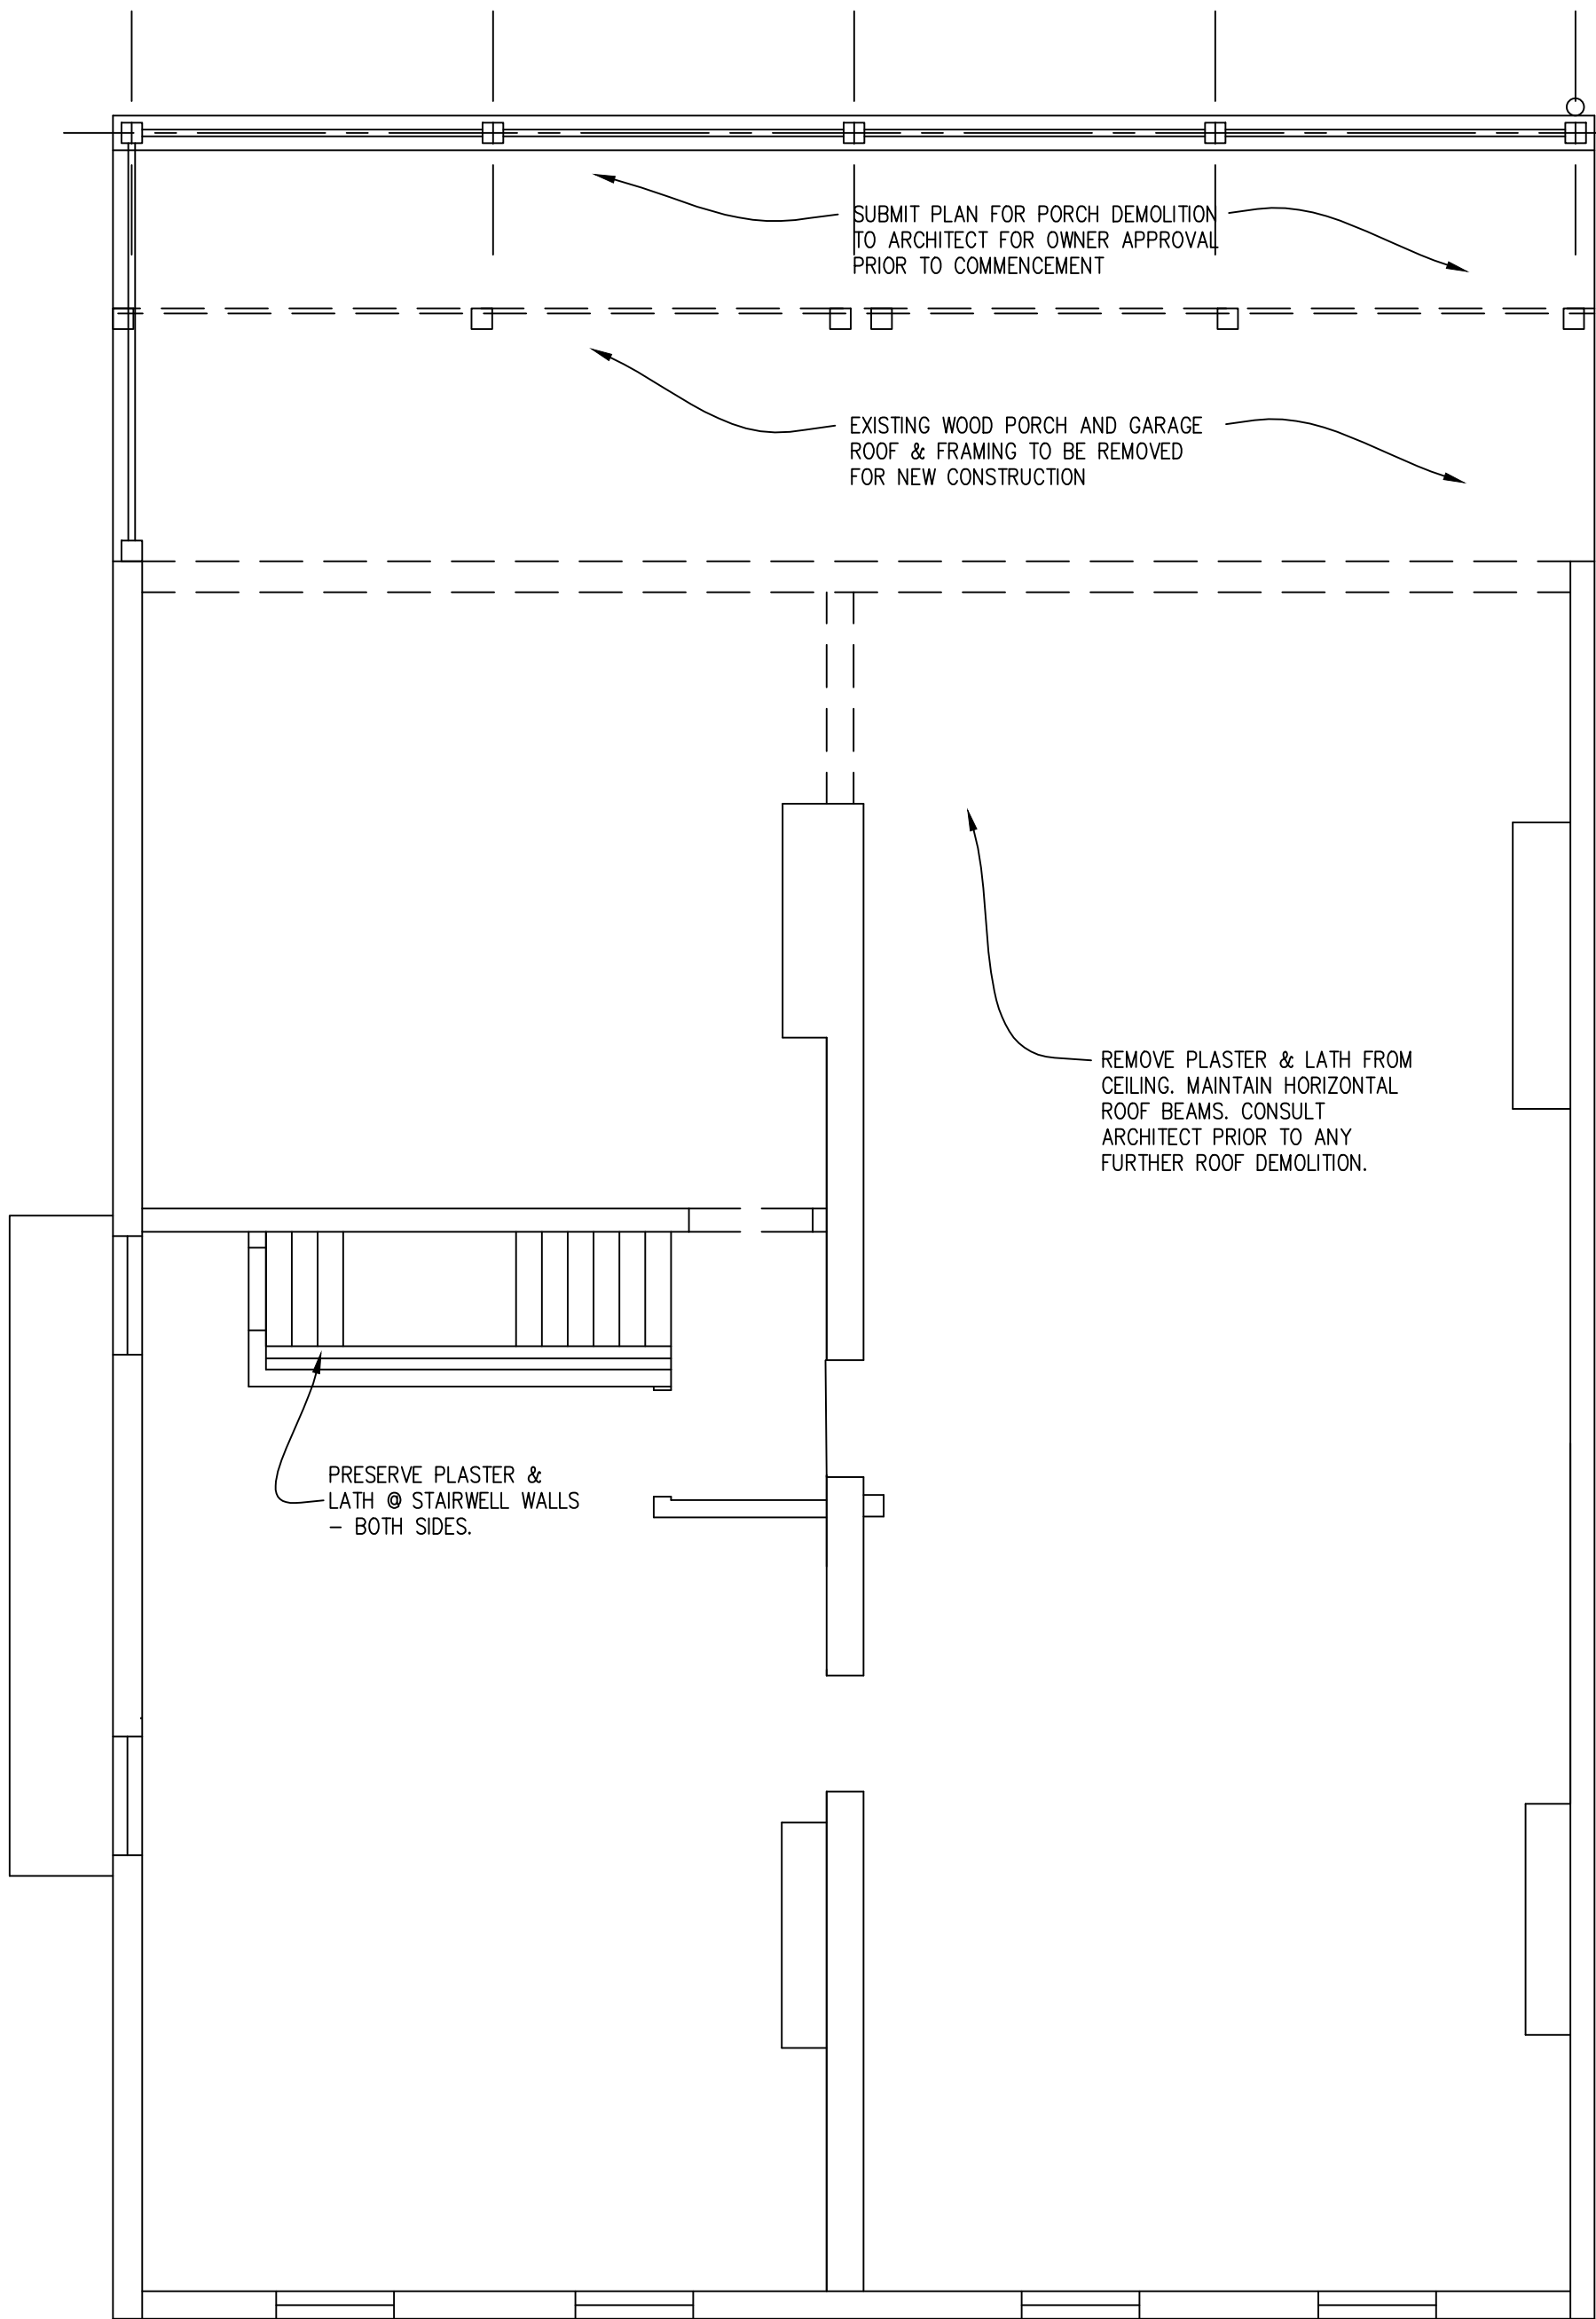 SUBMIT PLAN FOR PORCH DEMOLITION
TO ARCHITECT FOR OWNER APPROVAL
PRIOR TO COMMENCEMENT
EXISTING WOOD PORCH AND GARAGE
ROOF & FRAMING TO BE REMOVED
FOR NEW CONSTRUCTION
REMOVE PLASTER & LATH FROM
CEILING. MAINTAIN HORIZONTAL
ROOF BEAMS. CONSULT
ARCHITECT PRIOR TO ANY
FURTHER ROOF DEMOLITION.
PRESERVE PLASTER &
LATH @ STAIRWELL WALLS
– BOTH SIDES.